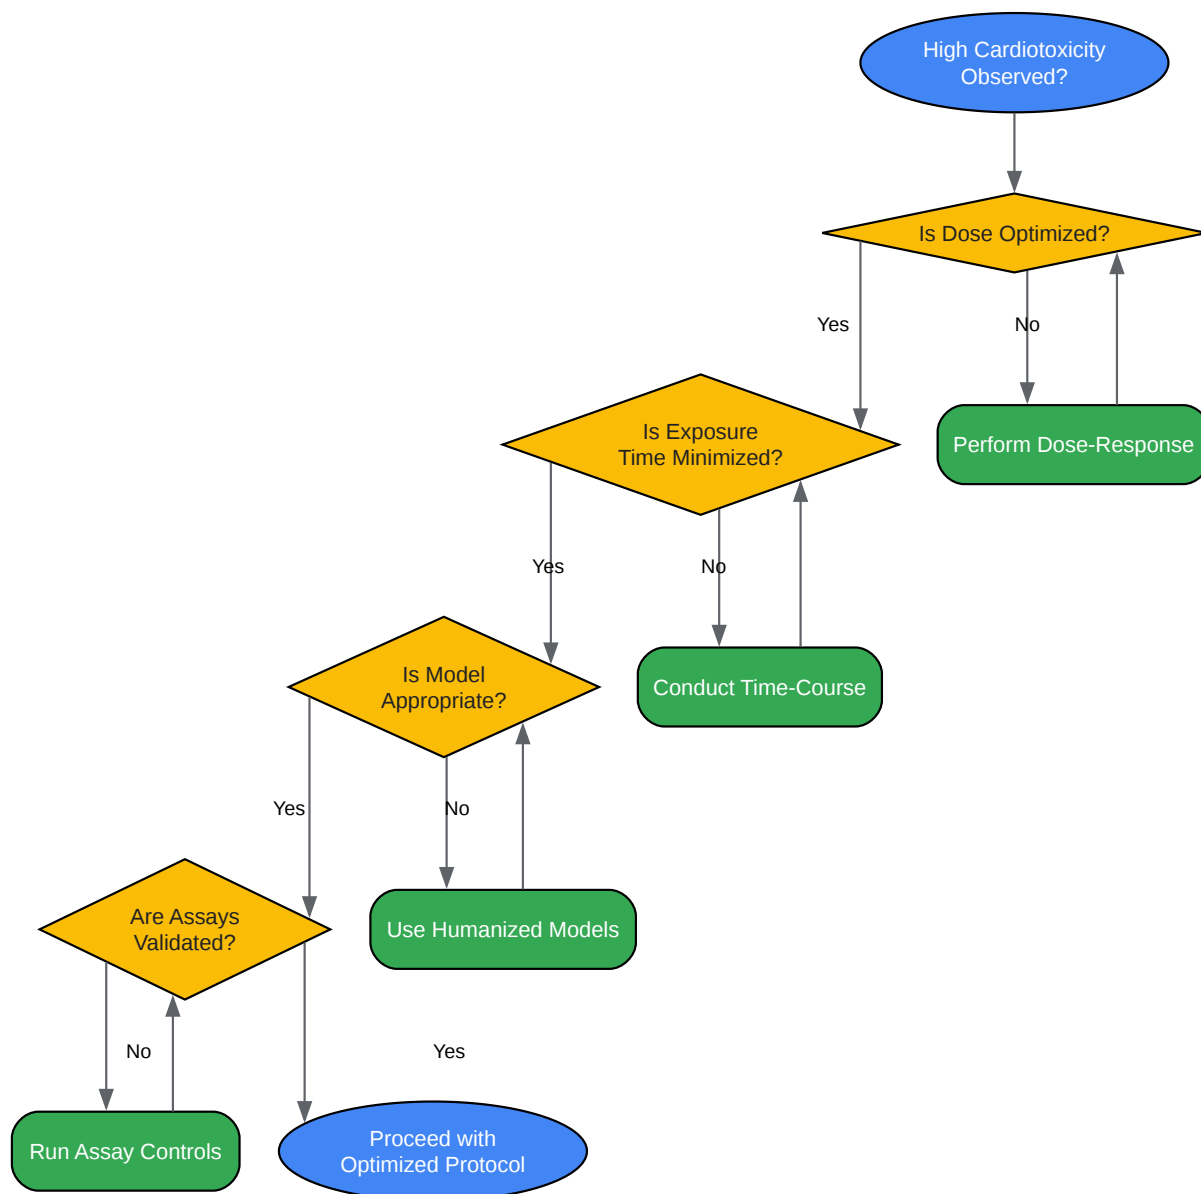 High Cardiotoxicity
Observed?
Is Dose Optimized?
Yes
No
Perform Dose-Response
Is Exposure
Time Minimized?
Yes
No
Conduct Time-Course
Is Model
Appropriate?
Yes
No
Use Humanized Models
Are Assays
Validated?
No
Yes
Run Assay Controls
Proceed with
Optimized Protocol